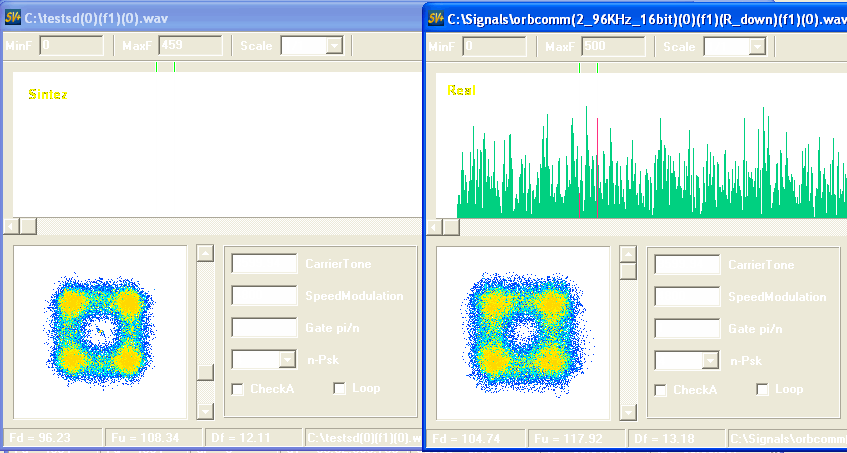 SV+ C:\testsd(0)(f1)(0).wav
MinF 0 MaxF 459 Scale
Sintez
CarrierTone
SpeedModulation
Gate pi/n
n-Psk
CheckA Loop
Fd = 96.23 Fu = 108.34 Df = 12.11 C:\testsd(0)(f1)(0).w
SV+ C:\Signals\orbcomm(2_96KHz_16bit)(0)(f1)(R_down)(f1)(0).wav
MinF 0 MaxF 500 Scale
Real
CarrierTone
SpeedModulation
Gate pi/n
n-Psk
CheckA Loop
Fd = 104.74 Fu = 117.92 Df = 13.18 C:\Signals\orbcomm